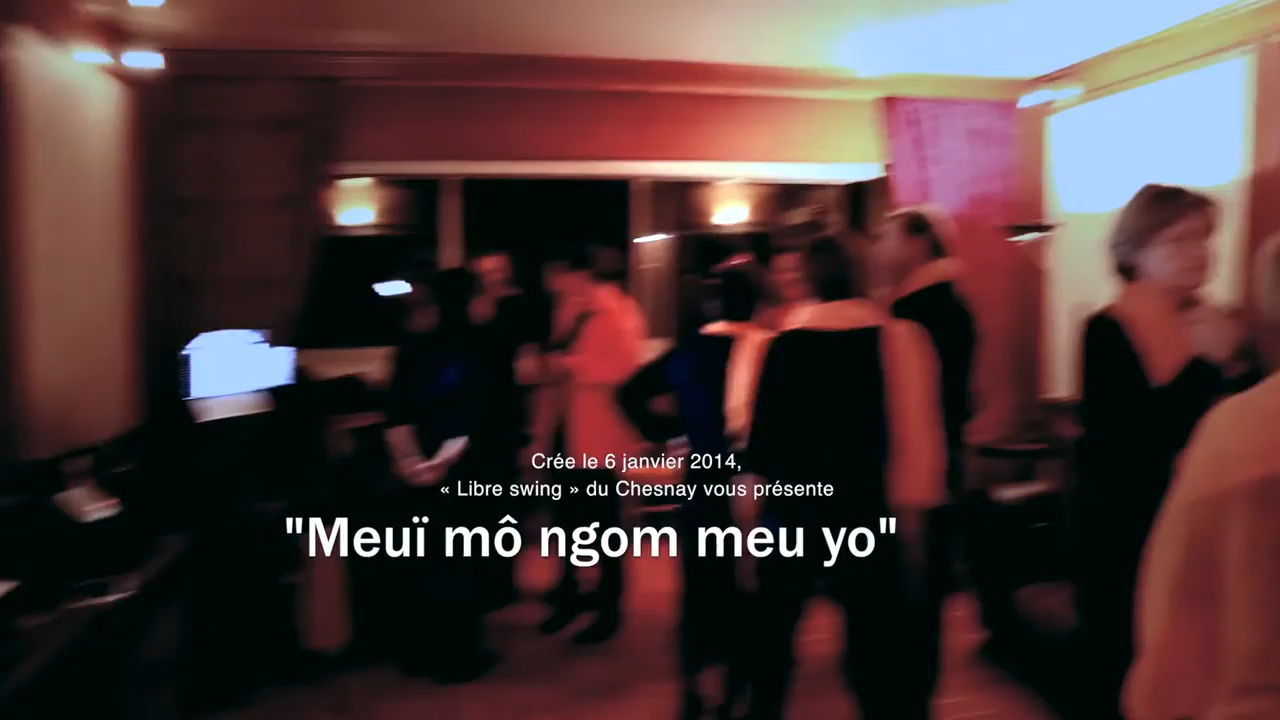 Crée le 6 janvier 2014,
« Libre swing » du Chesnay vous présente
"Meuï mô ngom meu yo"